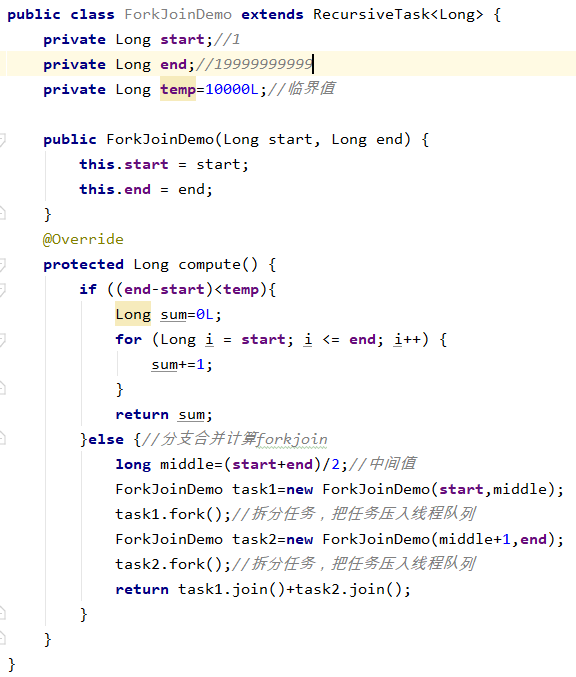 public class ForkJoinDemo extends RecursiveTask<Long> {
    private Long start;//1
    private Long end;//19999999999
    private Long temp=10000L;//临界值
    public ForkJoinDemo(Long start, Long end) {
        this.start = start;
        this.end = end;
    }
    @Override
    protected Long compute() {
        if ((end-start)<temp){
            Long sum=0L;
            for (Long i = start; i <= end; i++) {
                sum+=1;
            }
            return sum;
        }else {//分支合并计算forkjoin
            long middle=(start+end)/2;//中间值
            ForkJoinDemo task1=new ForkJoinDemo(start,middle);
            task1.fork();//拆分任务，把任务压入线程队列
            ForkJoinDemo task2=new ForkJoinDemo(middle+1,end);
            task2.fork();//拆分任务，把任务压入线程队列
            return task1.join()+task2.join();
        }
    }
}